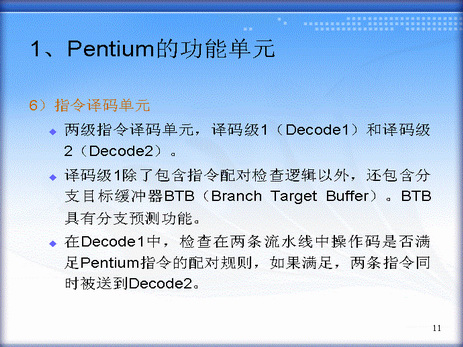 1、Pentium的功能单元
6）指令译码单元
两级指令译码单元，译码级1（Decode1）和译码级
2（Decode2）。
译码级1除了包含指令配对检查逻辑以外，还包含分
支目标缓冲器BTB（Branch Target Buffer）。BTB
具有分支预测功能。
在Decode1中，检查在两条流水线中操作码是否满
足Pentium指令的配对规则，如果满足，两条指令同
时被送到Decode2。
11